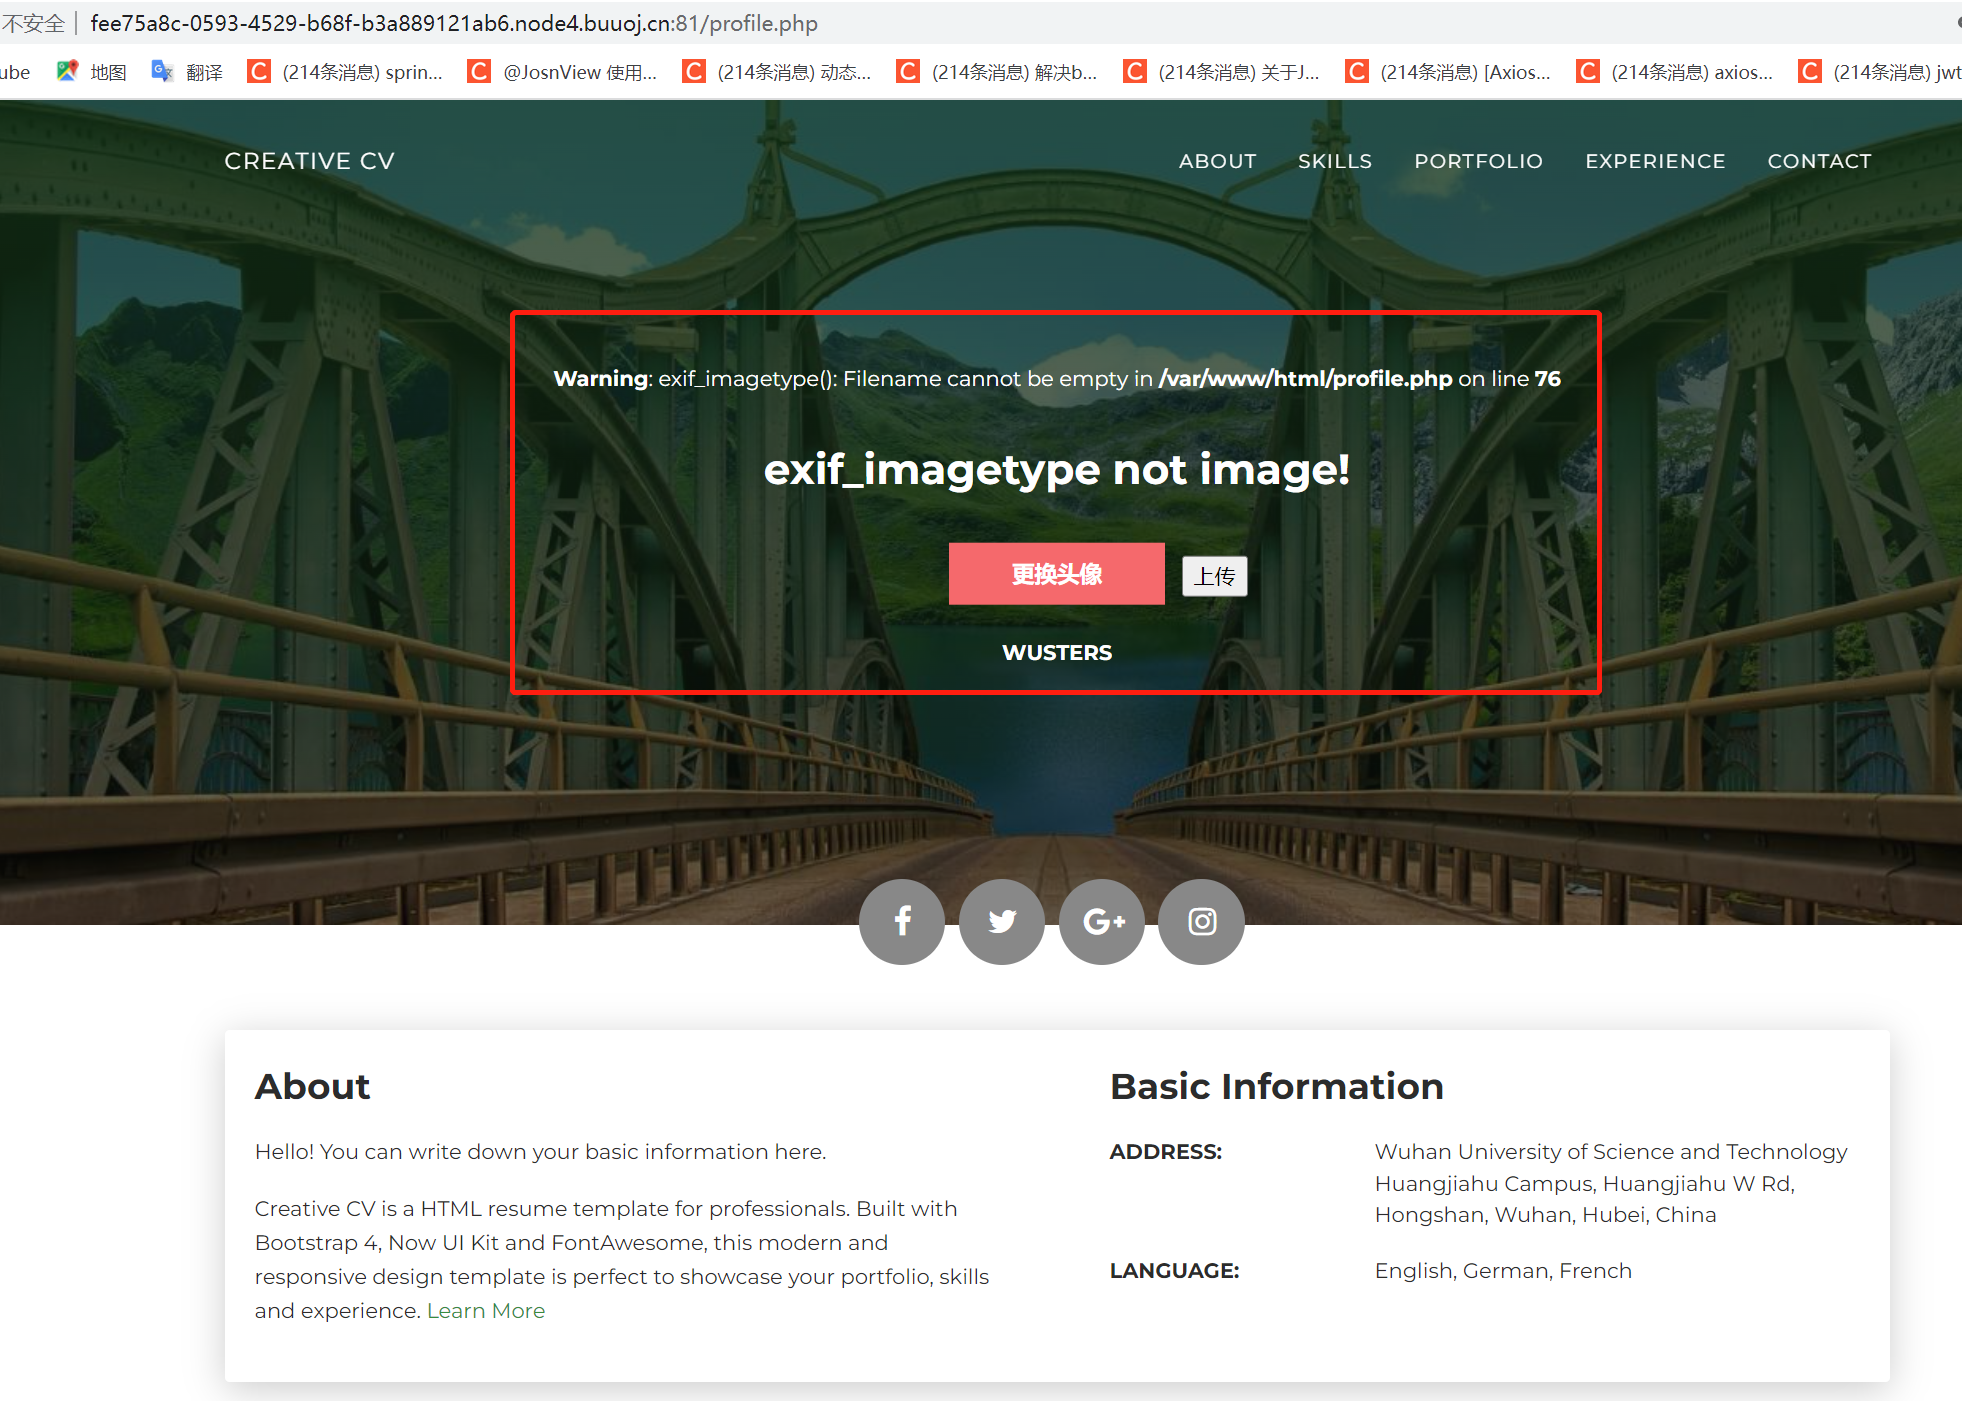 不安全 | fee75a8c-0593-4529-b68f-b3a889121ab6.node4.buuoj.cn:81/profile.php
ube 地图 翻译 (214条消息) sprin... @JosnView 使用... (214条消息) 动态... (214条消息) 解决b... (214条消息) 关于J... (214条消息) [Axios... (214条消息) axios... (214条消息) jwt
CREATIVE CV ABOUT SKILLS PORTFOLIO EXPERIENCE CONTACT
Warning: exif_imagetype(): Filename cannot be empty in /var/www/html/profile.php on line 76
exif_imagetype not image!
更换头像 上传
WUSTERS
About
Hello! You can write down your basic information here.
Creative CV is a HTML resume template for professionals. Built with
Bootstrap 4, Now UI Kit and FontAwesome, this modern and
responsive design template is perfect to showcase your portfolio, skills
and experience. Learn More
Basic Information
ADDRESS: Wuhan University of Science and Technology
Huangjiahu Campus, Huangjiahu W Rd,
Hongshan, Wuhan, Hubei, China
LANGUAGE: English, German, French